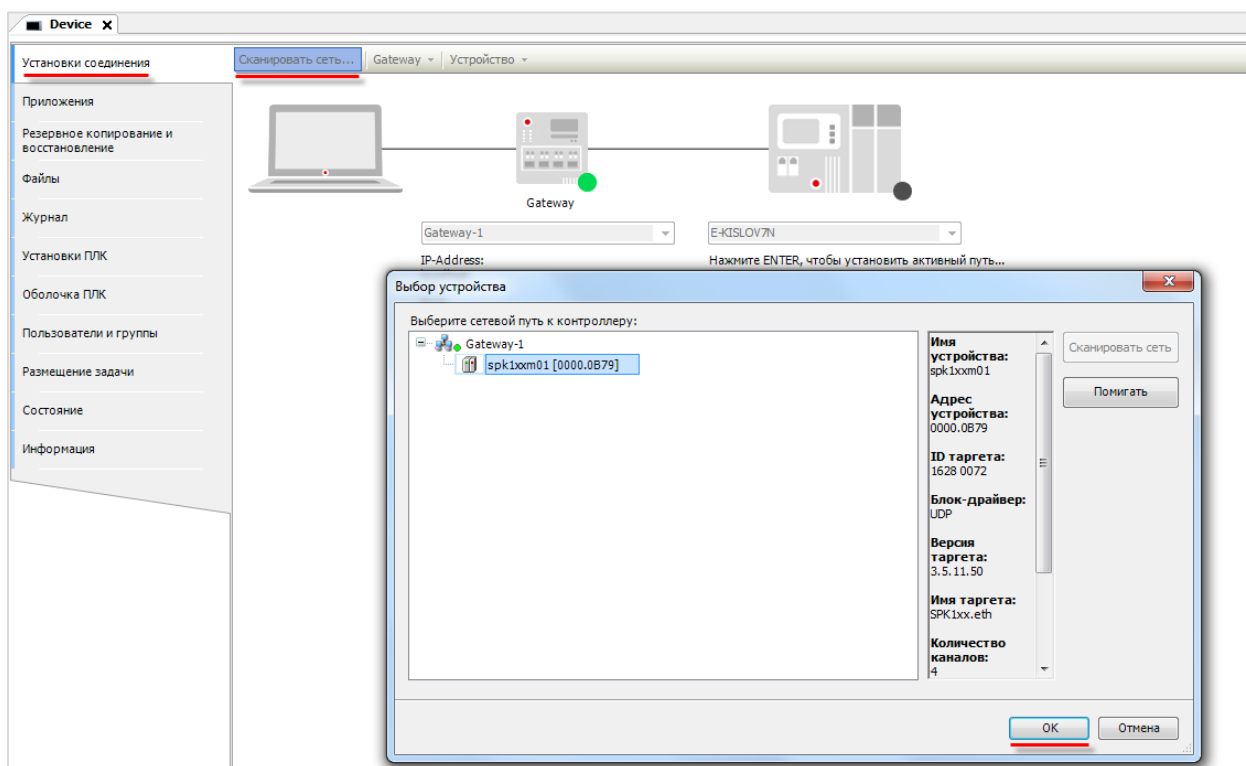 Device
Установки соединения
Сканировать сеть...
Gateway
Устройство
Приложения
Резервное копирование и
восстановление
Файлы
Журнал
Установки ПЛК
Оболочка ПЛК
Пользователи и группы
Размещение задачи
Состояние
Информация
Gateway
Gateway-1
E-KISLOV7N
IP-Address:
Нажмите ENTER, чтобы установить активный путь...
Выбор устройства
Выберите сетевой путь к контроллеру:
Gateway-1
spk1xxm01 [0000.0B79]
Имя
устройства:
spk1xxm01
Адрес
устройства:
0000.0B79
ID таргета:
1628 0072
Блок-драйвер:
UDP
Версия
таргета:
3.5.11.50
Имя таргета:
SPK1xx.eth
Количество
каналов:
4
Сканировать сеть
Помигать
OK
Отмена